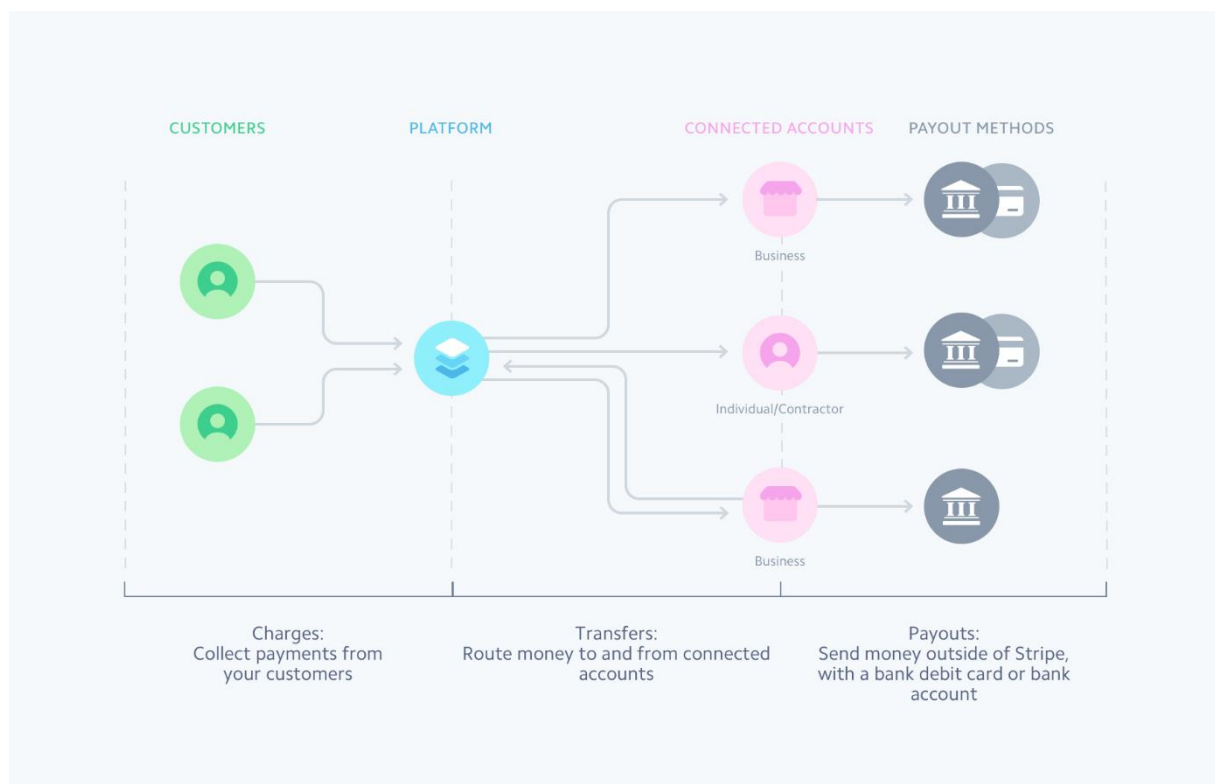 CUSTOMERS
PLATFORM
CONNECTED ACCOUNTS
PAYOUT METHODS
Business
Individual/Contractor
Business
Charges:
Collect payments from
your customers
Transfers:
Route money to and from connected
accounts
Payouts:
Send money outside of Stripe,
with a bank debit card or bank
account